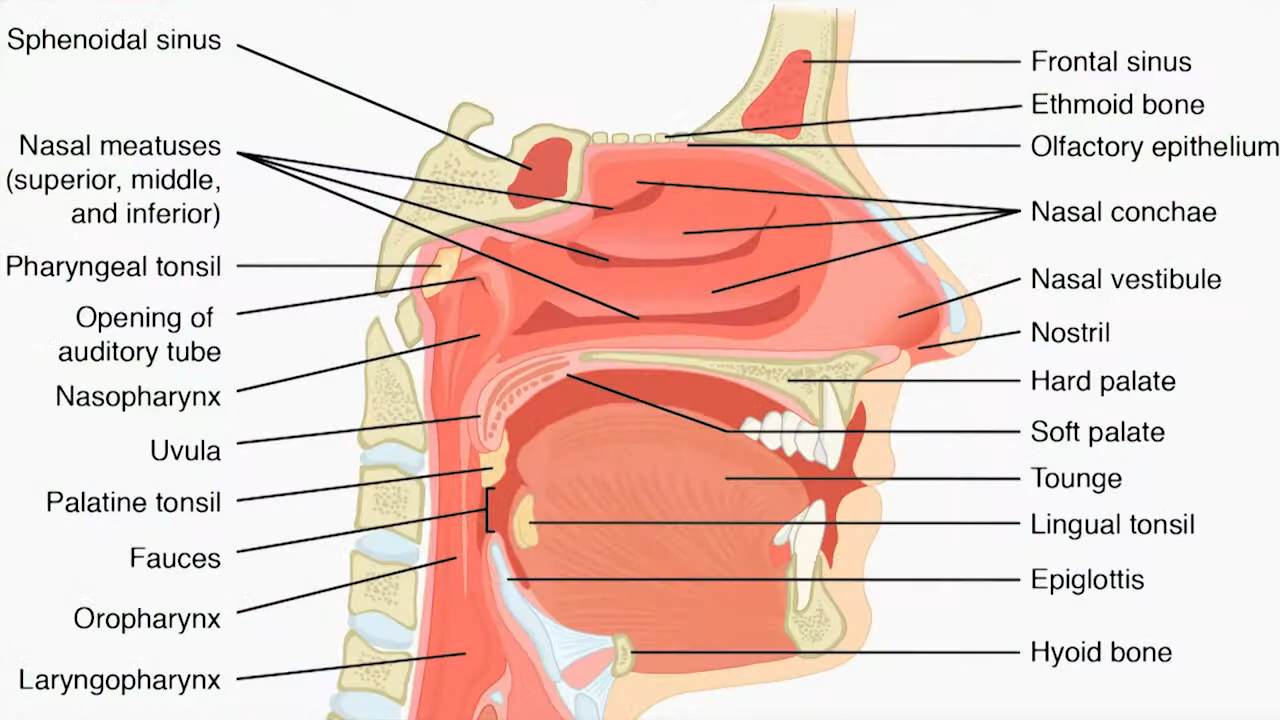 Sphenoidal sinus
Nasal meatuses
(superior, middle,
and inferior)
Pharyngeal tonsil
Opening of
auditory tube
Nasopharynx
Uvula
Palatine tonsil
Fauces
Oropharynx
Laryngopharynx
Frontal sinus
Ethmoid bone
Olfactory epithelium
Nasal conchae
Nasal vestibule
Nostril
Hard palate
Soft palate
Tounge
Lingual tonsil
Epiglottis
Hyoid bone